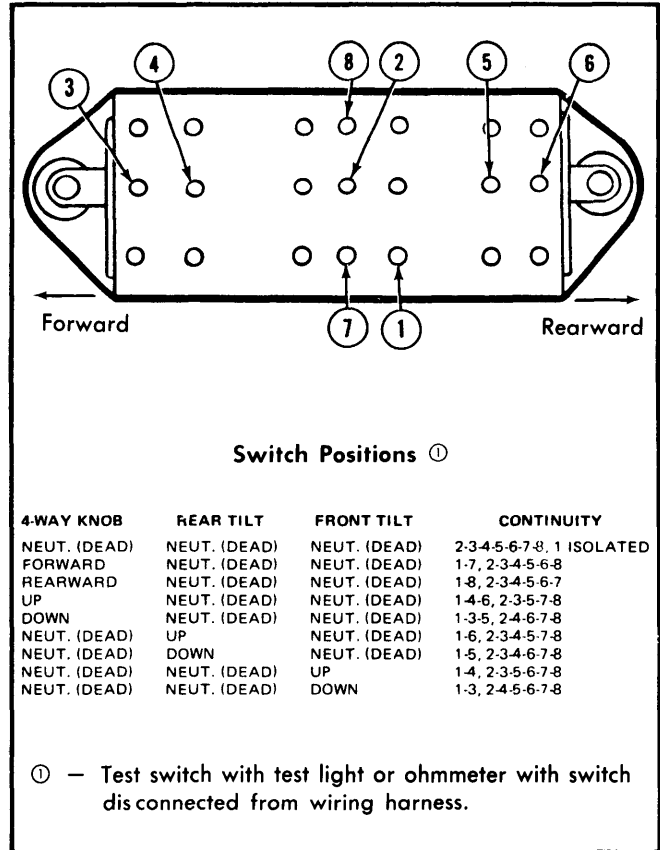 3 4 8 2 5 6
Forward 7 1 Rearward
Switch Positions ①
4-WAY KNOB REAR TILT FRONT TILT CONTINUITY
NEUT. (DEAD) NEUT. (DEAD) NEUT. (DEAD) 2-3-4-5-6-7-8, 1 ISOLATED
FORWARD NEUT. (DEAD) NEUT. (DEAD) 1-7, 2-3-4-5-6-8
REARWARD NEUT. (DEAD) NEUT. (DEAD) 1-8, 2-3-4-5-6-7
UP NEUT. (DEAD) NEUT. (DEAD) 1-4-6, 2-3-5-7-8
DOWN NEUT. (DEAD) NEUT. (DEAD) 1-3-5, 2-4-6-7-8
NEUT. (DEAD) UP NEUT. (DEAD) 1-6, 2-3-4-5-7-8
NEUT. (DEAD) DOWN NEUT. (DEAD) 1-5, 2-3-4-6-7-8
NEUT. (DEAD) NEUT. (DEAD) UP 1-4, 2-3-5-6-7-8
NEUT. (DEAD) NEUT. (DEAD) DOWN 1-3, 2-4-5-6-7-8
① – Test switch with test light or ohmmeter with switch
disconnected from wiring harness.